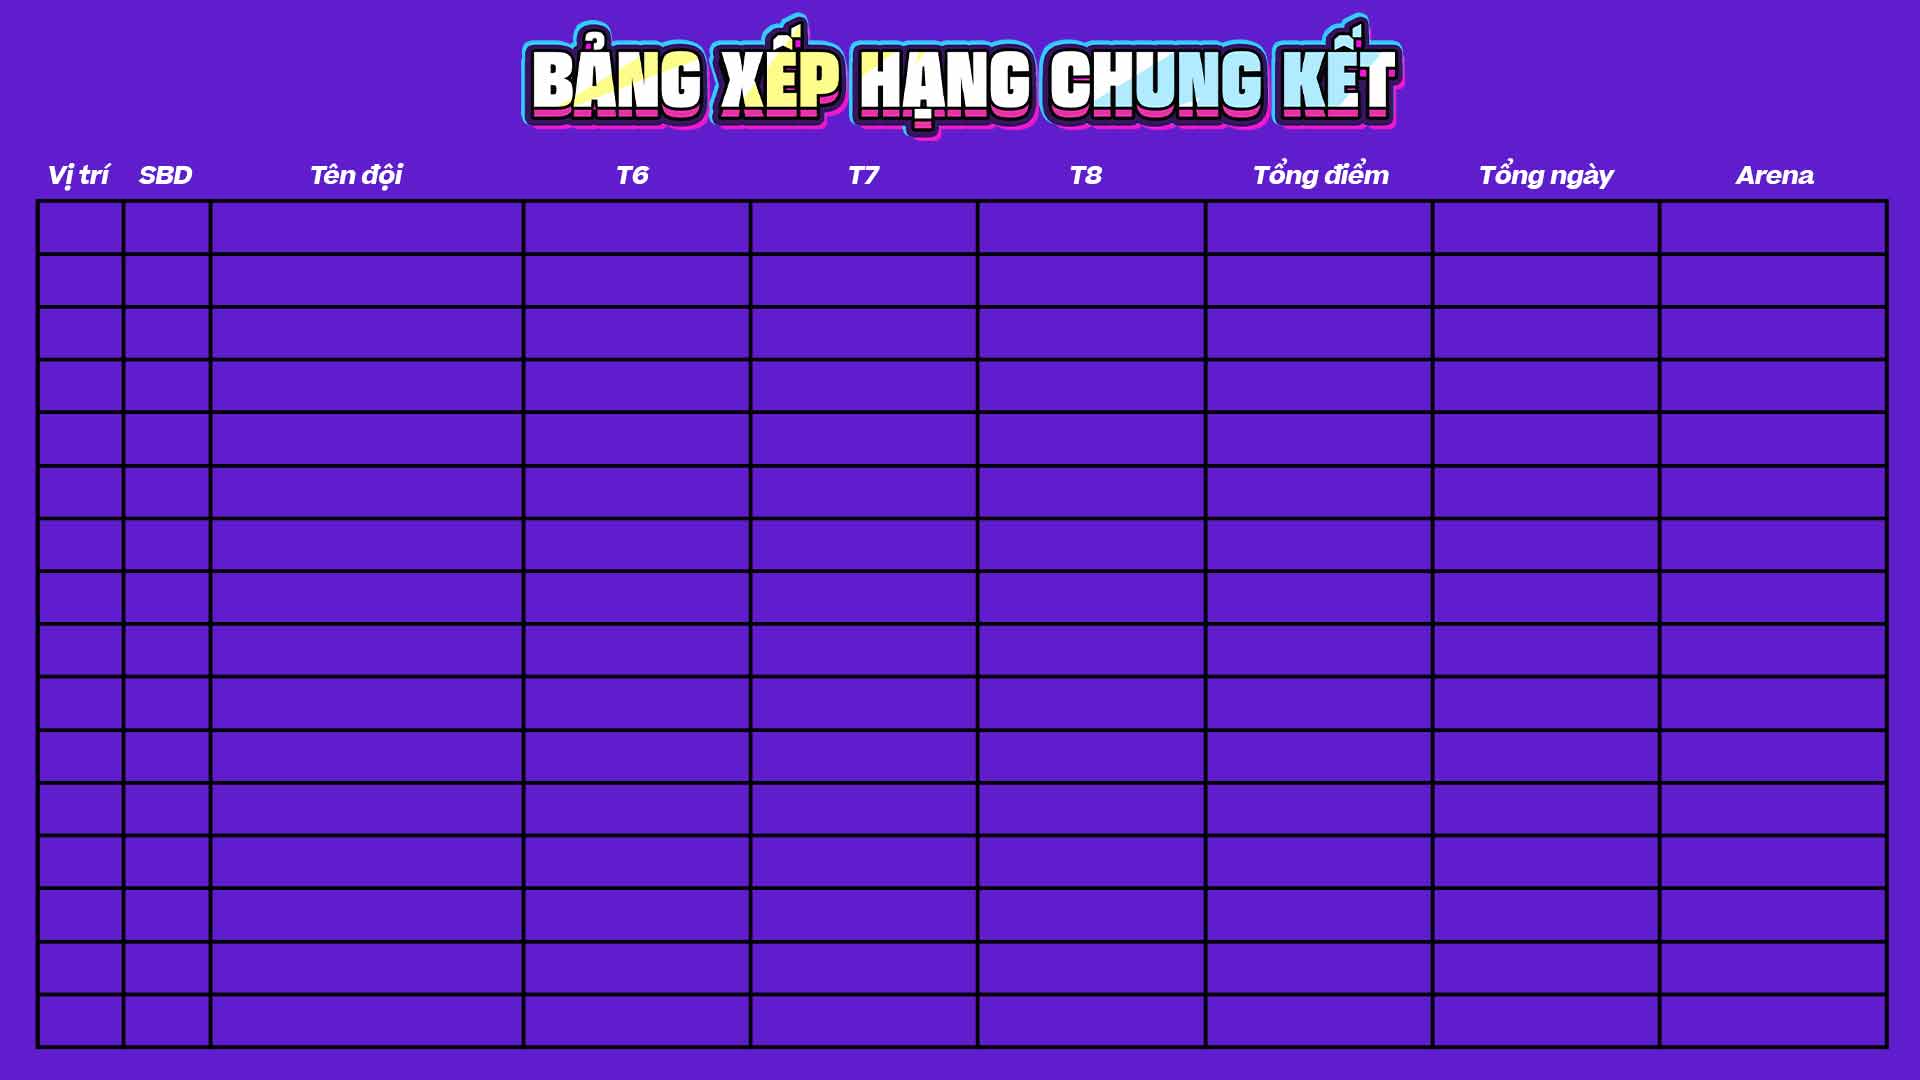 BẢNG XẾP HẠNG CHUNG KẾT
Vị trí SBD Tên đội T6 T7 T8 Tổng điểm Tổng ngày Arena